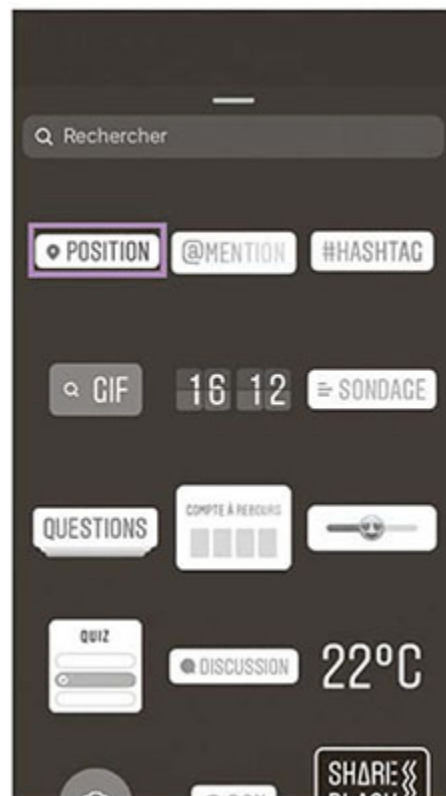 Rechercher
POSITION @MENTION #HASHTAG
GIF 16 12 SONDAGE
QUESTIONS COMPTE À REBOURS
QUIZ DISCUSSION 22°C
SHARE